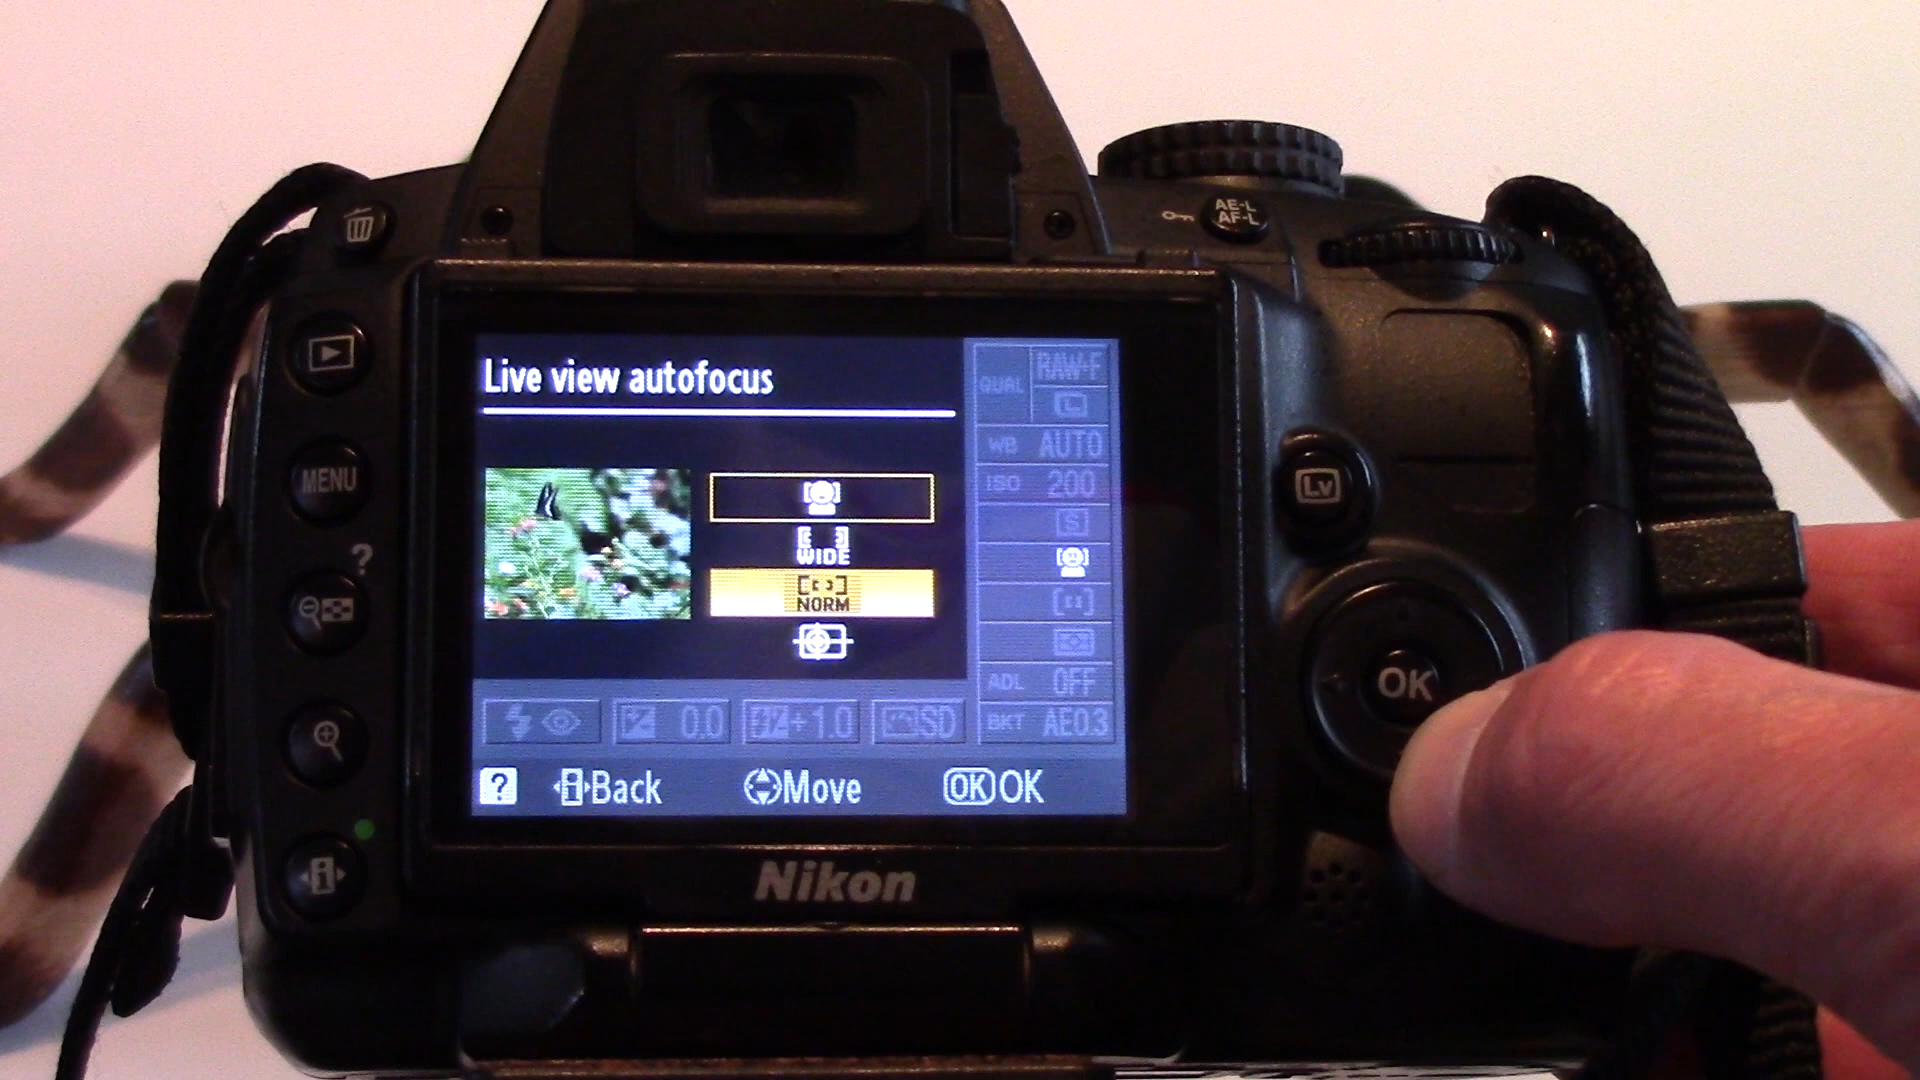 AE-L
AF-L
MENU
?
Live view autofocus
QUAL RAW+F
L
WB AUTO
ISO 200
S
WIDE
NORM
ADL OFF
BKT AE0.3
0.0
+1.0
SD
? i Back Move OK OK
Lv
OK
i
Nikon